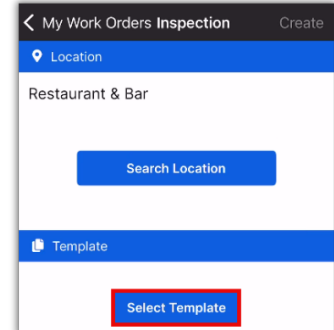 My Work Orders Inspection Create
Location
Restaurant & Bar
Search Location
Template
Select Template